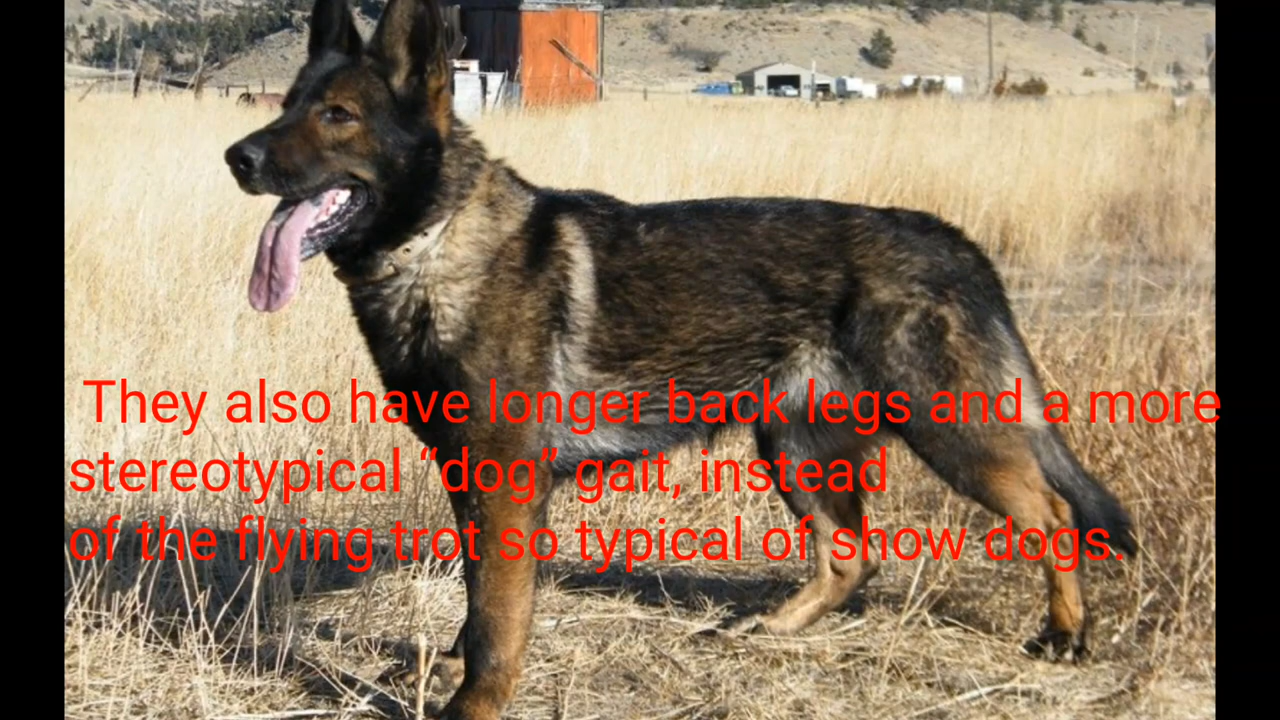 They also have longer back legs and a more
stereotypical “dog” gait, instead
of the flying trot so typical of show dogs.